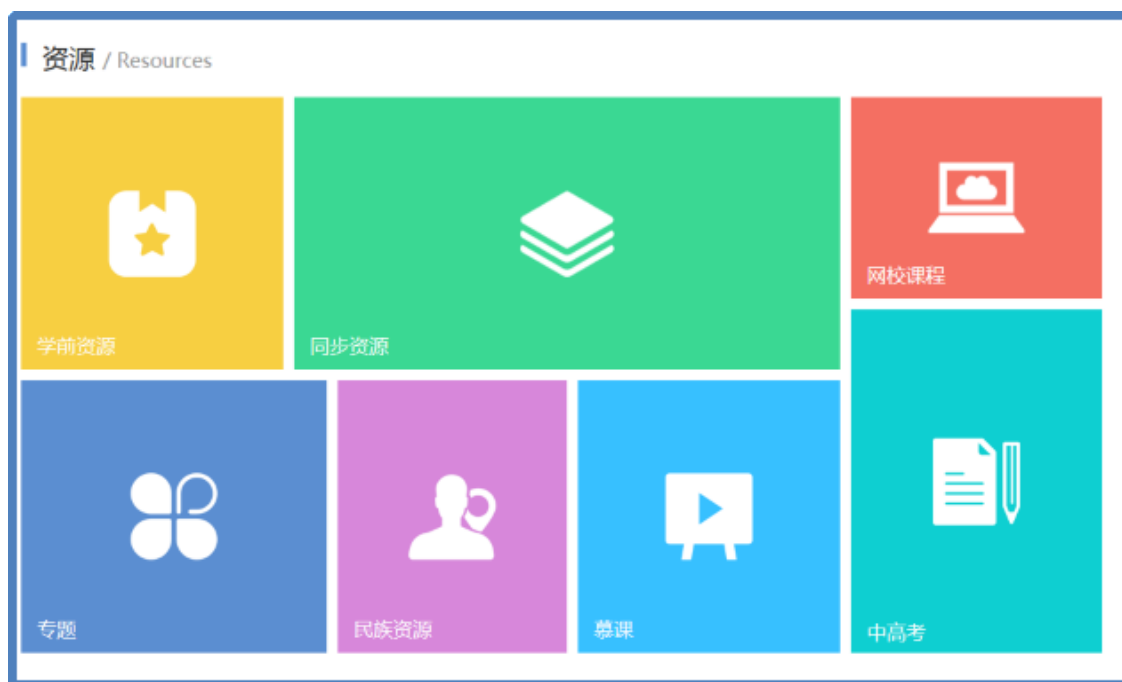 资源 / Resources
学前资源
同步资源
网校课程
专题
民族资源
慕课
中高考